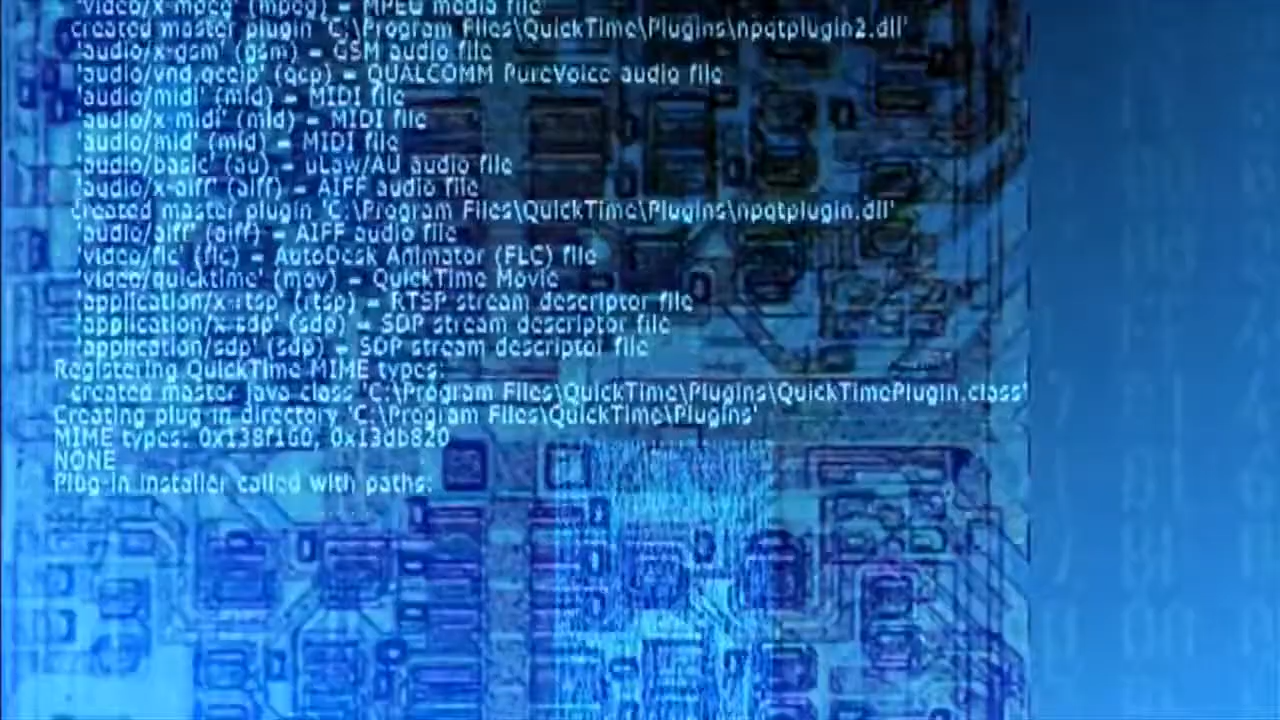 'video/x-mpeg' (mpeg) = MPEG media file'
created master plugin 'C:\Program Files\QuickTime\Plugins\npqtplugin2.dll'
'audio/x-gsm' (gsm) = GSM audio file
'audio/vnd.qcelp' (qcp) = QUALCOMM PureVoice audio file
'audio/midi' (mid) = MIDI file
'audio/x-midi' (mid) = MIDI file
'audio/mid' (mid) = MIDI file
'audio/basic' (au) = uLaw/AU audio file
'audio/x-aiff' (aiff) = AIFF audio file
created master plugin 'C:\Program Files\QuickTime\Plugins\npqtplugin.dll'
'audio/aiff' (aiff) = AIFF audio file
'video/flc' (flc) = AutoDesk Animator (FLC) file
'video/quicktime' (mov) = QuickTime Movie
'application/x-rtsp' (rtsp) = RTSP stream descriptor file
'application/x-sdp' (sdp) = SDP stream descriptor file
'application/sdp' (sdp) = SDP stream descriptor file
Registering QuickTime MIME types:
created master java class 'C:\Program Files\QuickTime\Plugins\QuickTimePlugin.class'
Creating plug-in directory 'C:\Program Files\QuickTime\Plugins'
MIME types: 0x138f160, 0x13db820
NONE
Plug-in installer called with paths: